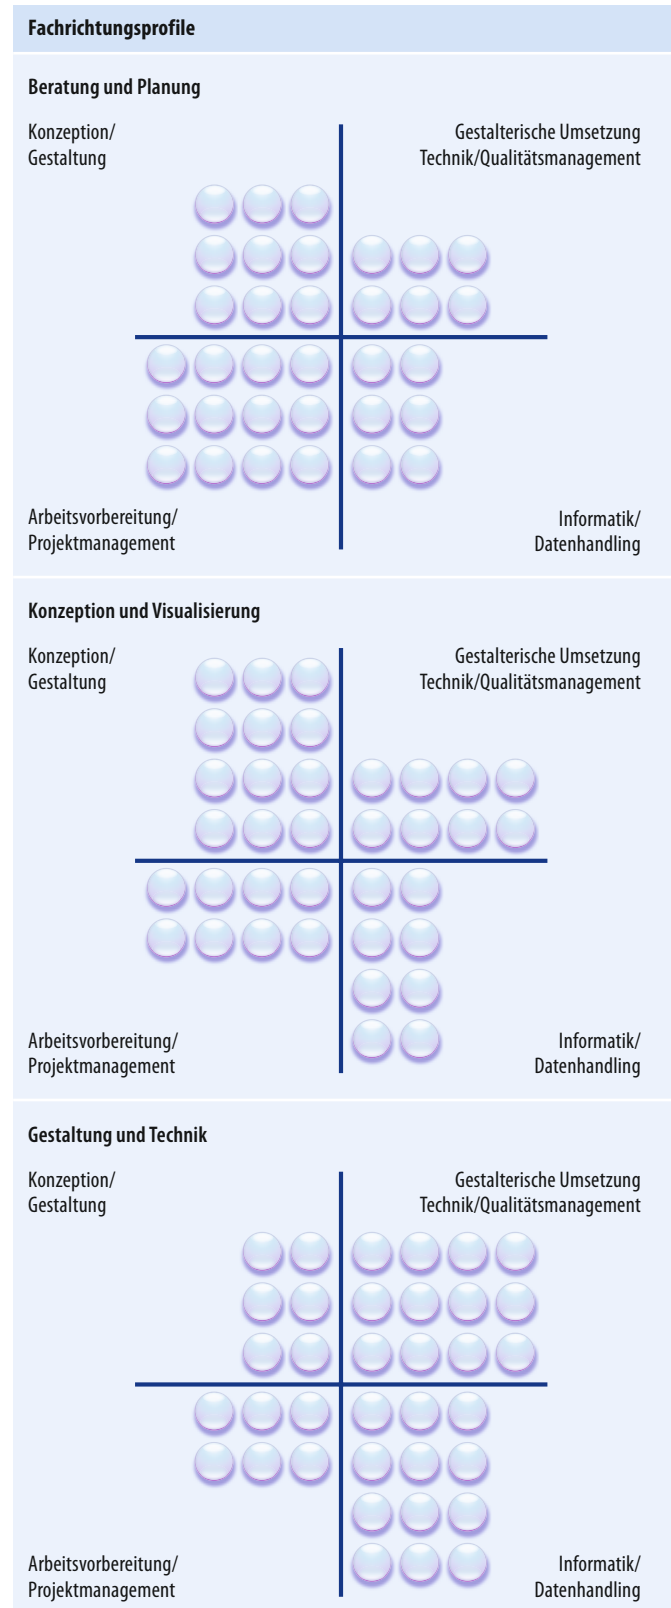 Fachrichtungsprofile
Beratung und Planung
Konzeption/
Gestaltung
Gestalterische Umsetzung
Technik/Qualitätsmanagement
Arbeitsvorbereitung/
Projektmanagement
Informatik/
Datenhandling
Konzeption und Visualisierung
Konzeption/
Gestaltung
Gestalterische Umsetzung
Technik/Qualitätsmanagement
Arbeitsvorbereitung/
Projektmanagement
Informatik/
Datenhandling
Gestaltung und Technik
Konzeption/
Gestaltung
Gestalterische Umsetzung
Technik/Qualitätsmanagement
Arbeitsvorbereitung/
Projektmanagement
Informatik/
Datenhandling